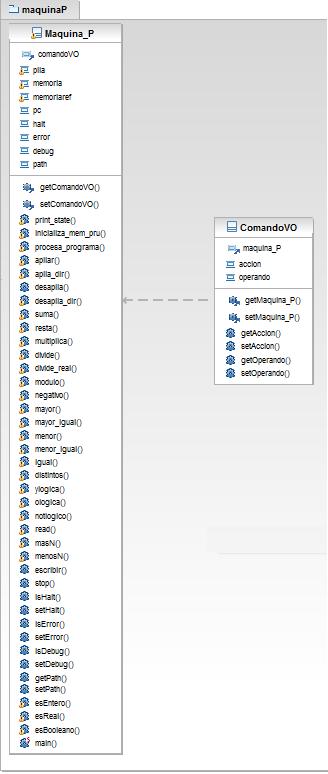 maquinaP
Maquina_P
comandoVO
pila
memoria
memoriaref
pc
halt
error
debug
path
getComandoVO()
setComandoVO()
print_state()
inicializa_mem_pru()
procesa_programa()
apilar()
apila_dir()
desapila()
desapila_dir()
suma()
resta()
multiplica()
divide()
divide_real()
modulo()
negativo()
mayor()
mayor_igual()
menor()
menor_igual()
igual()
distintos()
ylogica()
ologica()
notlogico()
read()
masN()
menosN()
escribir()
stop()
isHalt()
setHalt()
isError()
setError()
isDebug()
setDebug()
getPath()
setPath()
esEntero()
esReal()
esBooleano()
main()
ComandoVO
maquina_P
accion
operando
getMaquina_P()
setMaquina_P()
getAccion()
setAccion()
getOperando()
setOperando()